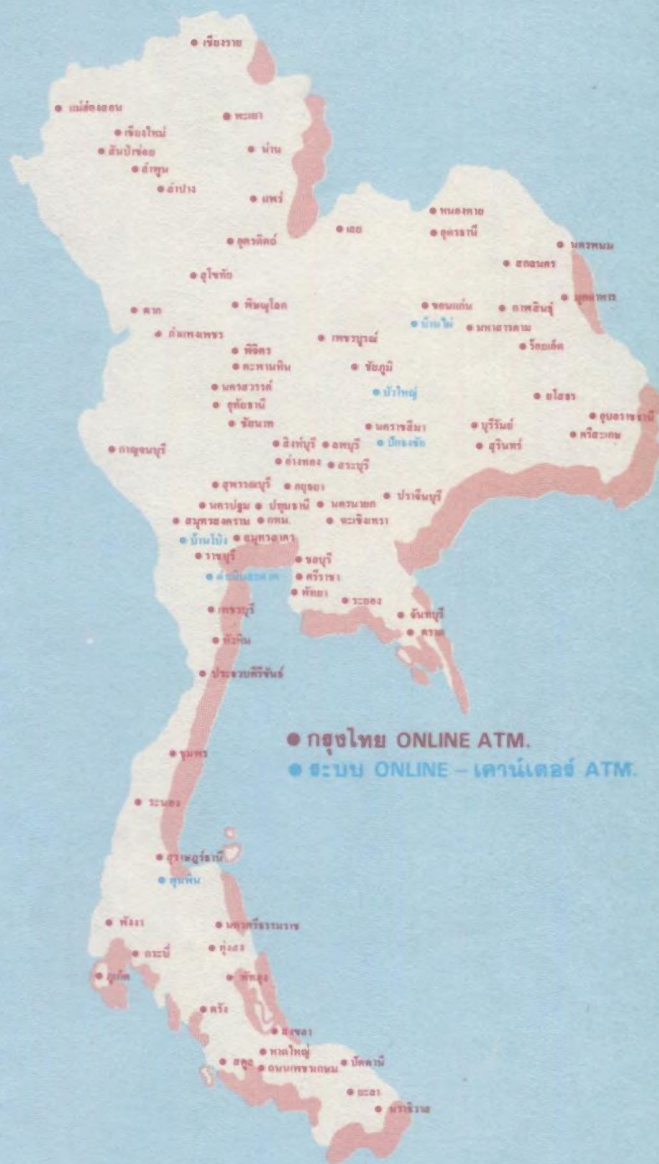 เชียงราย
แม่ฮ่องสอน
พะเยา
เชียงใหม่
สันป่าข่อย
น่าน
ลำพูน
ลำปาง
แพร่
หนองคาย
เลย
อุดรธานี
อุตรดิตถ์
นครพนม
สกลนคร
สุโขทัย
มุกดาหาร
ตาก
พิษณุโลก
ขอนแก่น
กาฬสินธุ์
บ้านไผ่
มหาสารคาม
กำแพงเพชร
เพชรบูรณ์
ร้อยเอ็ด
พิจิตร
ตะพานหิน
ชัยภูมิ
นครสวรรค์
บัวใหญ่
ยโสธร
อุทัยธานี
อุบลราชธานี
ชัยนาท
นครราชสีมา
บุรีรัมย์
ศรีสะเกษ
กาญจนบุรี
สิงห์บุรี
ลพบุรี
ปักธงชัย
สุรินทร์
อ่างทอง
สระบุรี
สุพรรณบุรี
อยุธยา
ปราจีนบุรี
นครปฐม
ปทุมธานี
นครนายก
สมุทรสงคราม
กทม.
ฉะเชิงเทรา
บ้านโป่ง
สมุทรสาคร
ราชบุรี
ชลบุรี
ศรีราชา
พัทยา
ระยอง
เพชรบุรี
จันทบุรี
ตราด
หัวหิน
ประจวบคีรีขันธ์
กรุงไทย ONLINE ATM.
ชุมพร
ระบบ ONLINE – เคาน์เตอร์ ATM.
ระนอง
สุราษฎร์ธานี
พุนพิน
พังงา
นครศรีธรรมราช
ทุ่งสง
กระบี่
ภูเก็ต
พัทลุง
ตรัง
สงขลา
หาดใหญ่
สตูล
ถนนเพชรเกษม
ปัตตานี
ยะลา
นราธิวาส